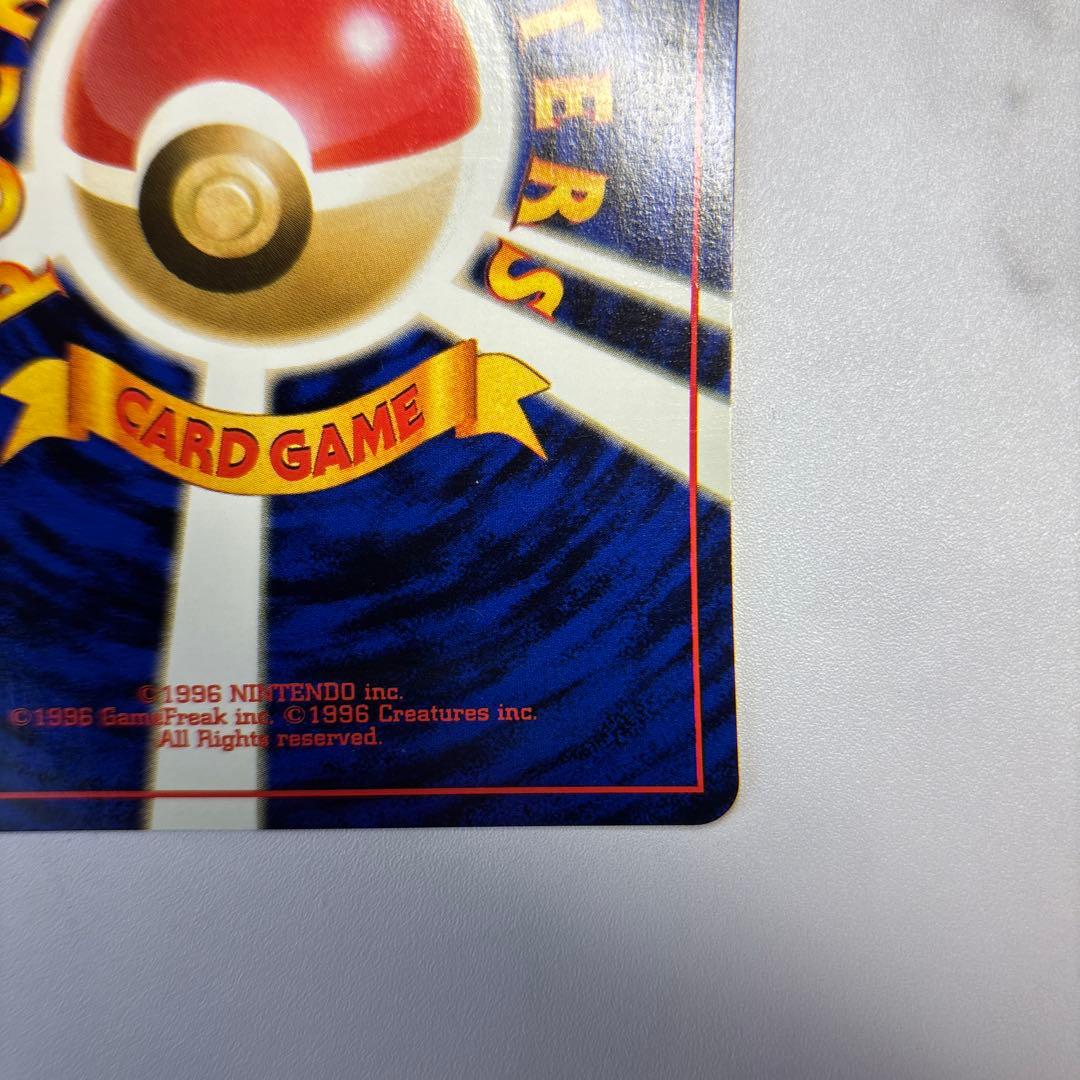 TERS
CARD GAME
©1996 NINTENDO inc.
©1996 GameFreak inc. ©1996 Creatures inc.
All Rights reserved.